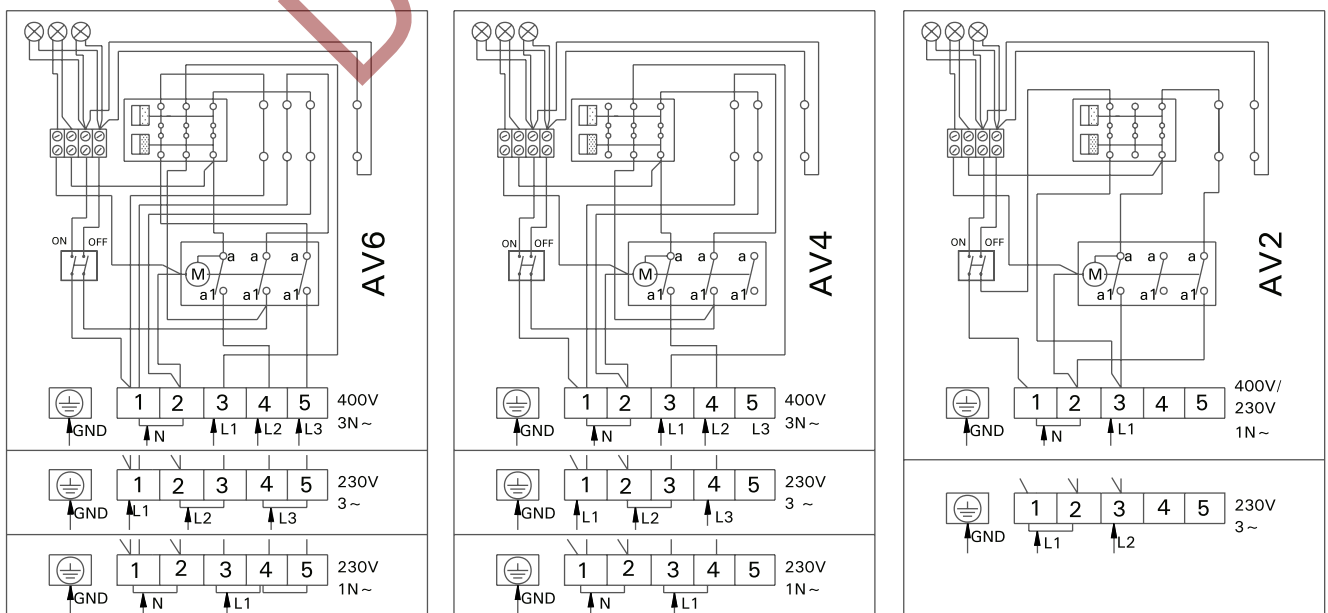 D
ON OFF
M
a a a
a1 a1 a1
AV6
1 2 3 4 5
400V
3N~
GND
N
L1
L2
L3
1 2 3 4 5
230V
3~
GND
L1
L2
L3
1 2 3 4 5
230V
1N~
GND
N
L1
ON OFF
M
a a a
a1 a1 a1
AV4
1 2 3 4 5
400V
3N~
GND
N
L1
L2
L3
1 2 3 4 5
230V
3~
GND
L1
L2
L3
1 2 3 4 5
230V
1N~
GND
N
L1
ON OFF
M
a a a
a1 a1 a1
AV2
1 2 3 4 5
400V/
230V
1N~
GND
N
L1
1 2 3 4 5
230V
3~
GND
L1
L2